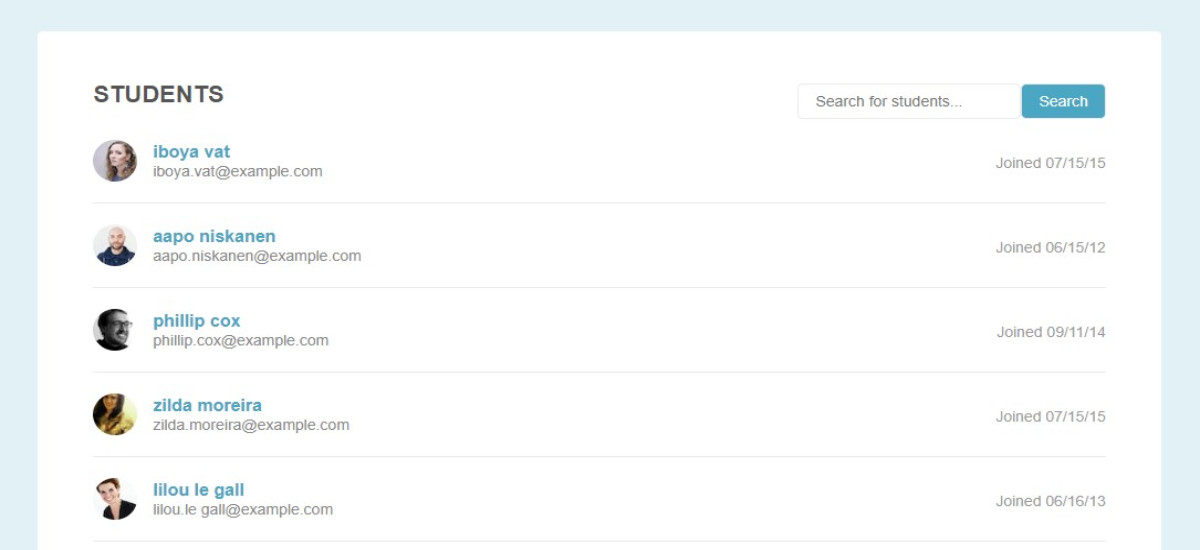 STUDENTS
Search for students... Search
iboya vat
iboya.vat@example.com
Joined 07/15/15
aapo niskanen
aapo.niskanen@example.com
Joined 06/15/12
phillip cox
phillip.cox@example.com
Joined 09/11/14
zilda moreira
zilda.moreira@example.com
Joined 07/15/15
lilou le gall
lilou.le gall@example.com
Joined 06/16/13